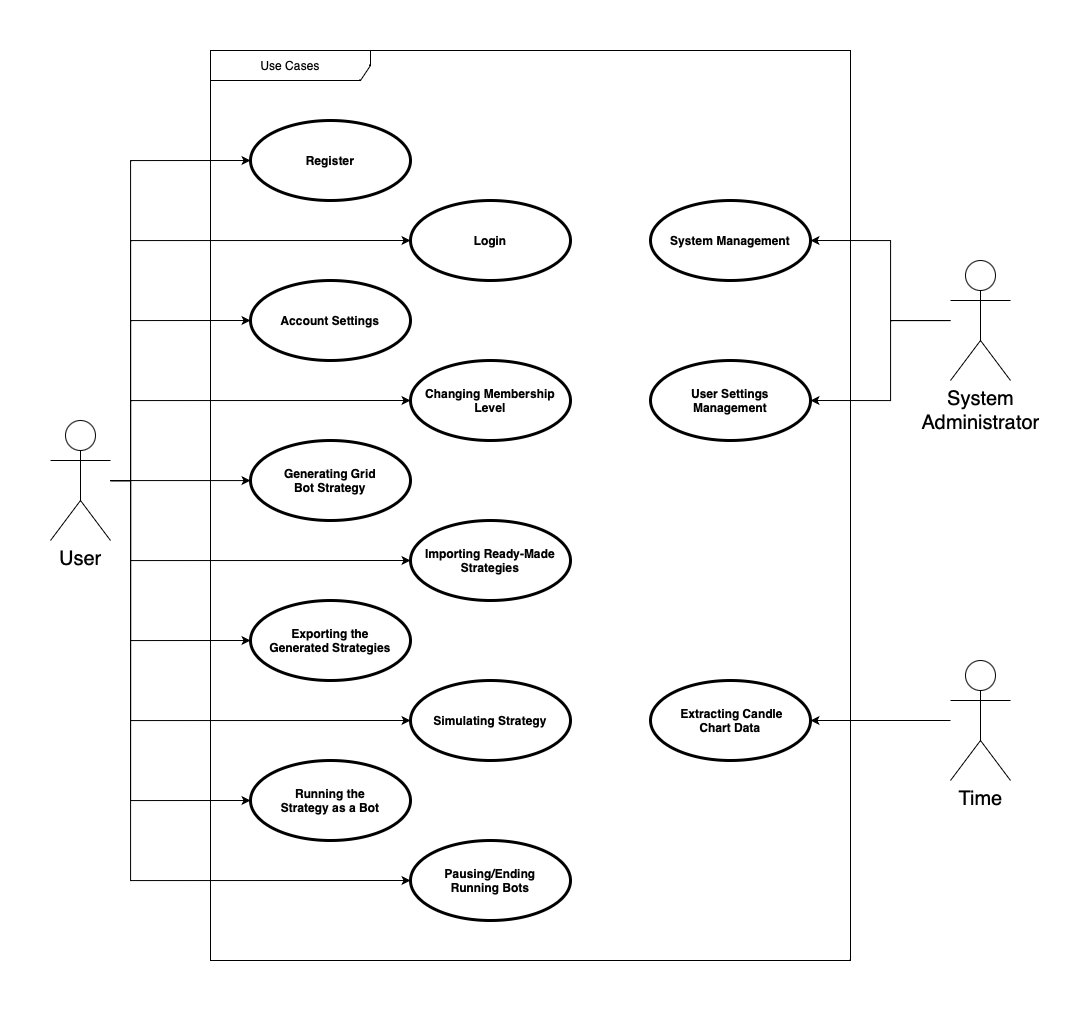 Use Cases
Register
Login
System Management
Account Settings
Changing Membership
Level
User Settings
Management
System
Administrator
Generating Grid
Bot Strategy
User
Importing Ready-Made
Strategies
Exporting the
Generated Strategies
Simulating Strategy
Extracting Candle
Chart Data
Running the
Strategy as a Bot
Time
Pausing/Ending
Running Bots